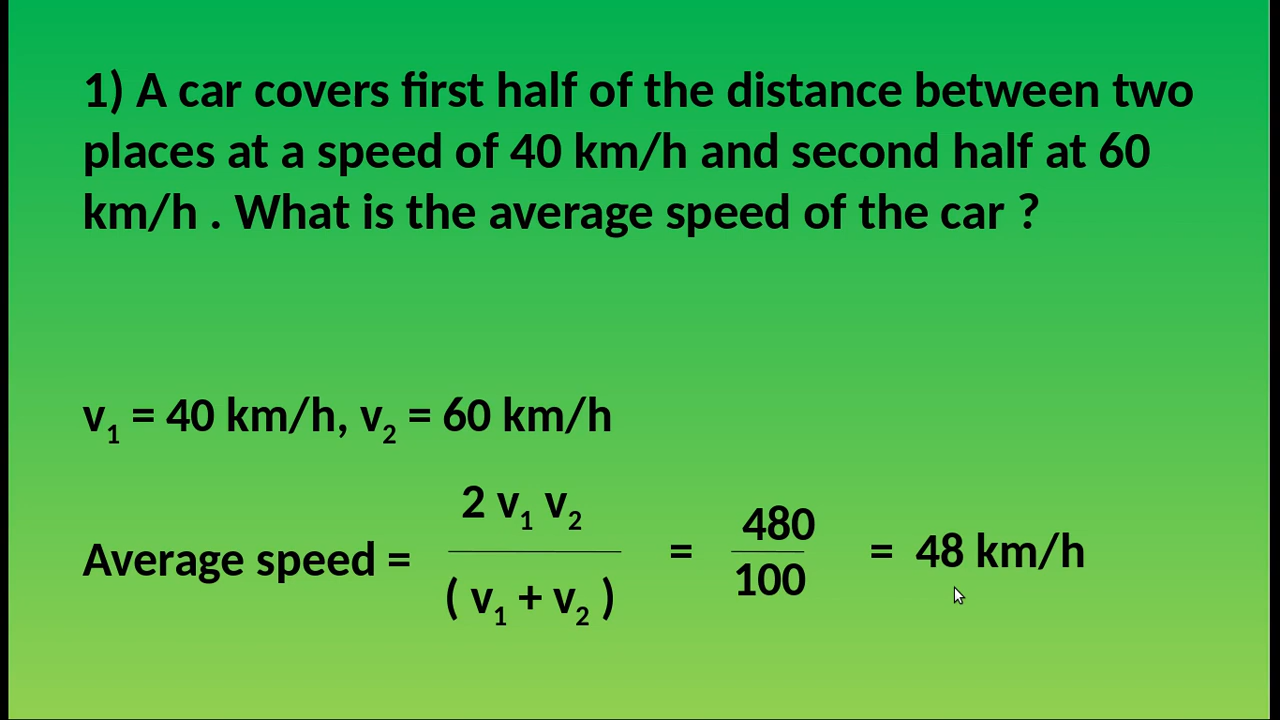 1) A car covers first half of the distance between two
places at a speed of 40 km/h and second half at 60
km/h . What is the average speed of the car ?
v₁ = 40 km/h, v₂ = 60 km/h
2 v₁ v₂
Average speed =
( v₁ + v₂ )
=
480
100
= 48 km/h